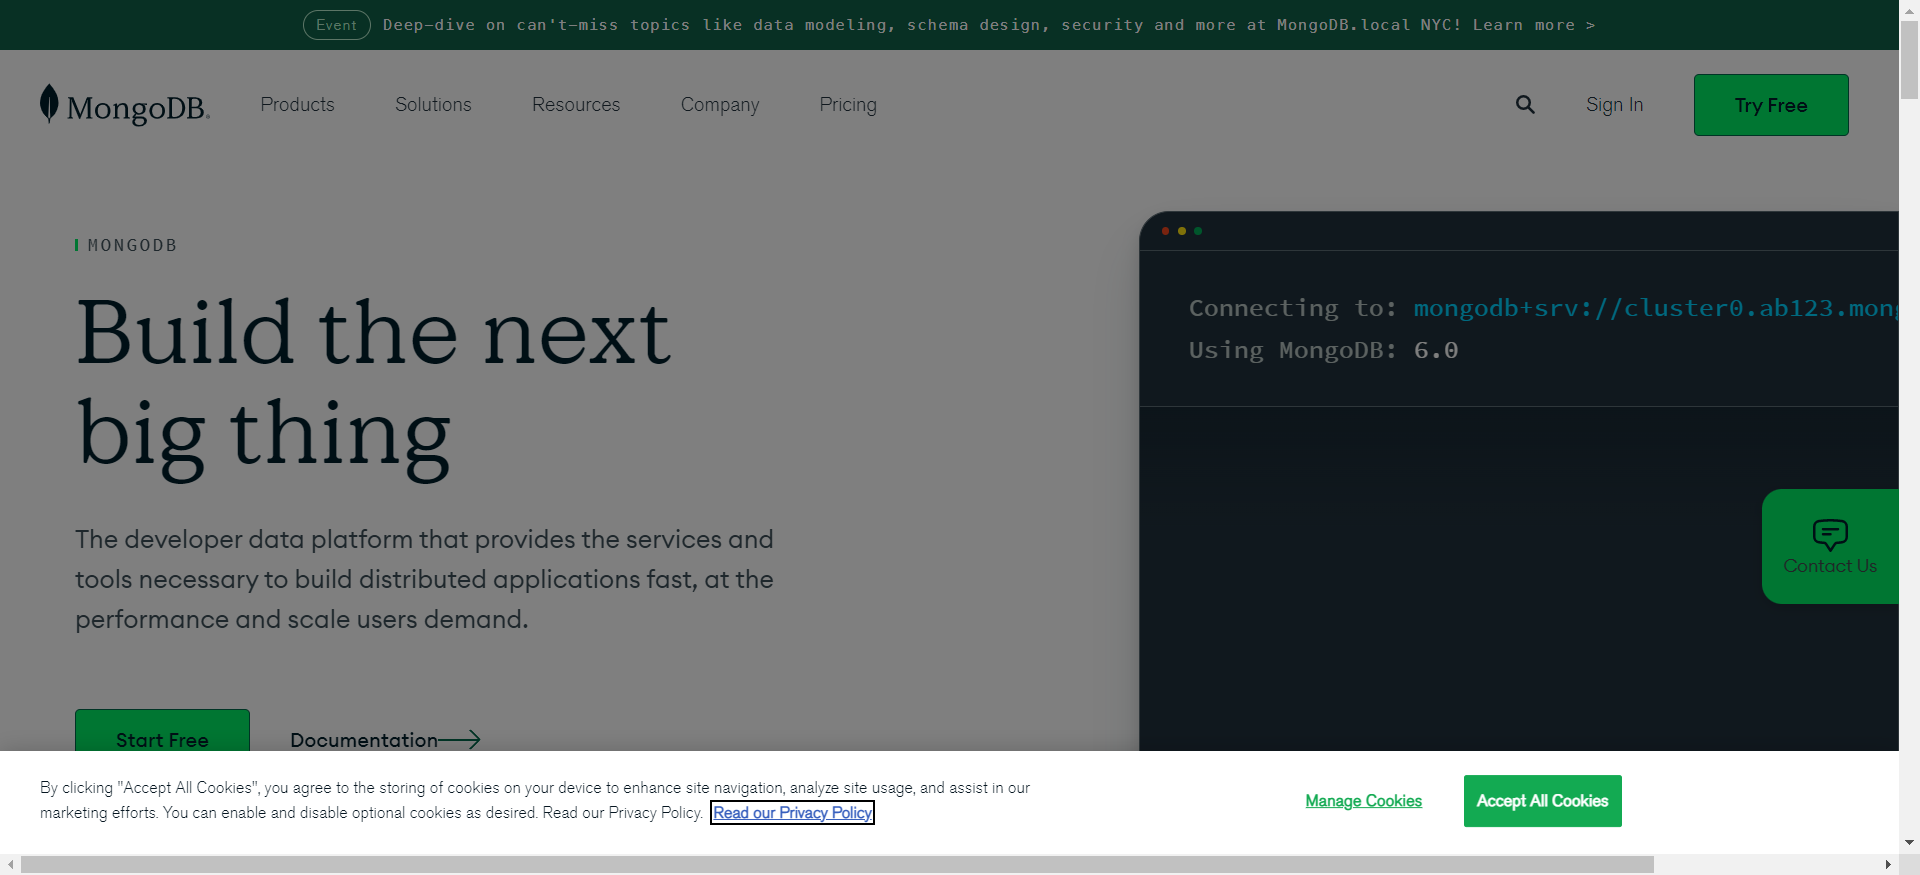 Event Deep-dive on can't-miss topics like data modeling, schema design, security and more at MongoDB.local NYC! Learn more >
MongoDB.
Products Solutions Resources Company Pricing Sign In Try Free
MONGODB
Build the next
big thing
The developer data platform that provides the services and
tools necessary to build distributed applications fast, at the
performance and scale users demand.
Start Free Documentation
Connecting to: mongodb+srv://cluster0.ab123.mong
Using MongoDB: 6.0
Contact Us
By clicking "Accept All Cookies", you agree to the storing of cookies on your device to enhance site navigation, analyze site usage, and assist in our
marketing efforts. You can enable and disable optional cookies as desired. Read our Privacy Policy. Read our Privacy Policy
Manage Cookies
Accept All Cookies